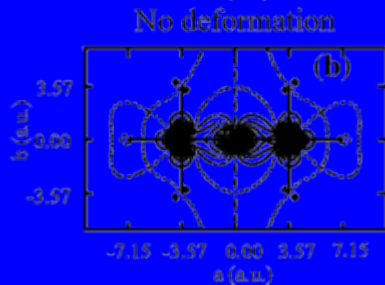 No deformation
(b)
3.57
0.00
-3.57
b (a.u.)
-7.15 -3.57 0.00 3.57 7.15
a (a.u.)